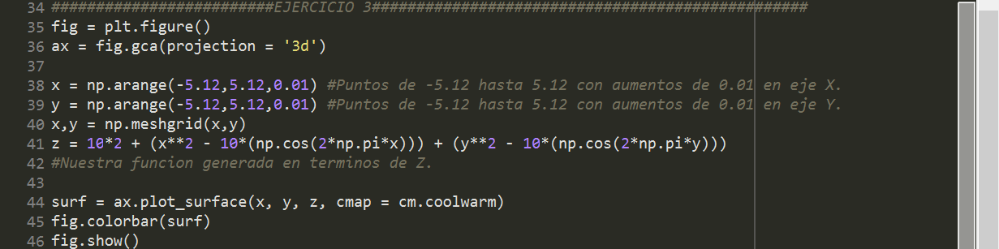 34 #########################EJERCICIO 3#################################################
35 fig = plt.figure()
36 ax = fig.gca(projection = '3d')
37
38 x = np.arange(-5.12,5.12,0.01) #Puntos de -5.12 hasta 5.12 con aumentos de 0.01 en eje X.
39 y = np.arange(-5.12,5.12,0.01) #Puntos de -5.12 hasta 5.12 con aumentos de 0.01 en eje Y.
40 x,y = np.meshgrid(x,y)
41 z = 10*2 + (x**2 - 10*(np.cos(2*np.pi*x))) + (y**2 - 10*(np.cos(2*np.pi*y)))
42 #Nuestra funcion generada en terminos de Z.
43
44 surf = ax.plot_surface(x, y, z, cmap = cm.coolwarm)
45 fig.colorbar(surf)
46 fig.show()